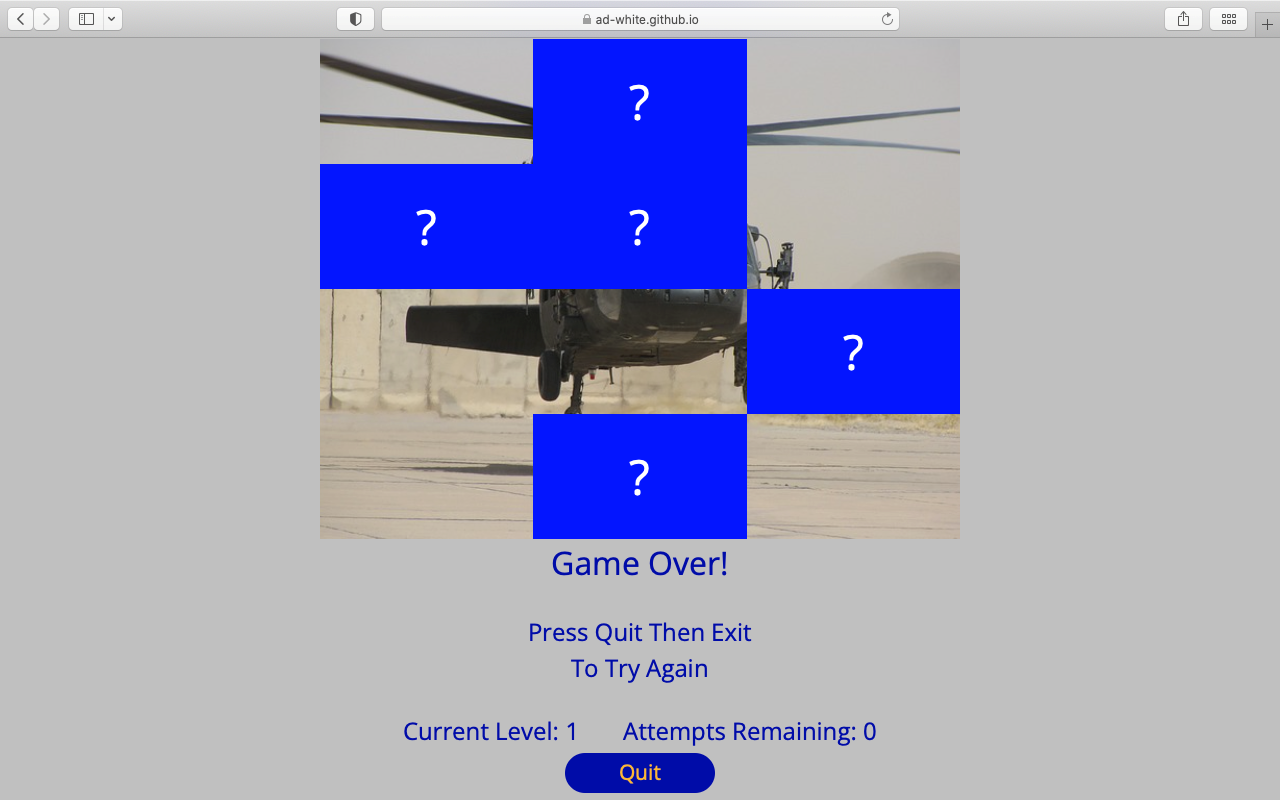 ad-white.github.io
?
? ?
?
?
Game Over!
Press Quit Then Exit
To Try Again
Current Level: 1 Attempts Remaining: 0
Quit